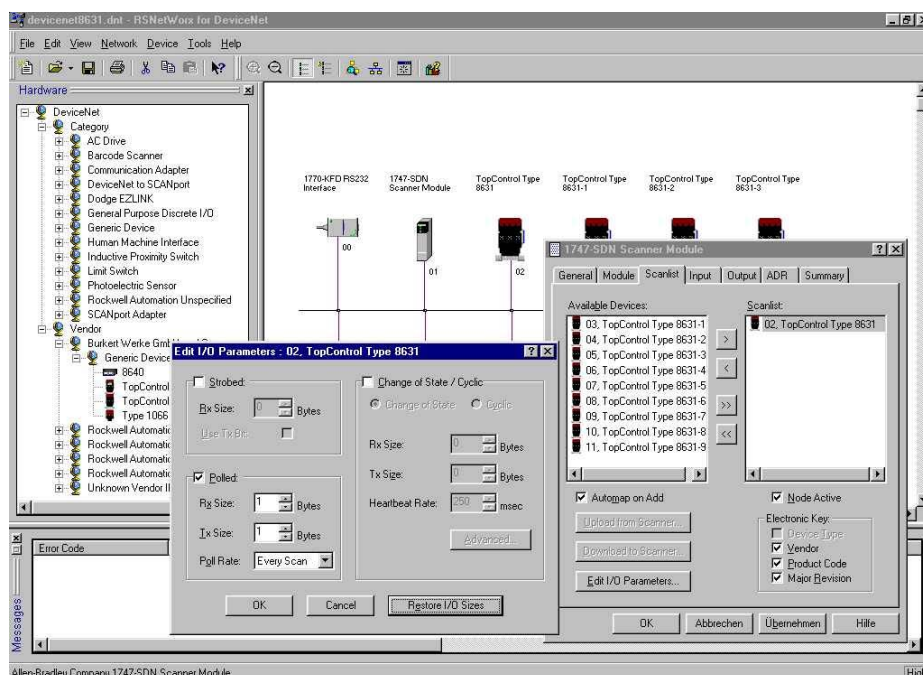 devicenet8631.dnt - RSNetWorx for DeviceNet
File Edit View Network Device Tools Help
Hardware
DeviceNet
Category
AC Drive
Barcode Scanner
Communication Adapter
DeviceNet to SCANport
Dodge EZLINK
General Purpose Discrete I/O
Generic Device
Human Machine Interface
Inductive Proximity Switch
Limit Switch
Photoelectric Sensor
Rockwell Automation Unspecified
SCANport Adapter
Vendor
Burkert Werke
Generic Device
8640
TopControl
TopControl
Type 1066
Rockwell Automatic
Rockwell Automatic
Rockwell Automatic
Rockwell Automatic
Unknown Vendor
1770-KFD RS232
Interface
00
1747-SDN
Scanner Module
01
TopControl Type
8631
02
TopControl Type
8631-1
TopControl Type
8631-2
TopControl Type
8631-3
Edit I/O Parameters : 02, TopControl Type 8631
Strobed:
Rx Size: 0 Bytes
Use Tx Bit:
Polled:
Rx Size: 1 Bytes
Tx Size: 1 Bytes
Poll Rate: Every Scan
Change of State / Cyclic
Change of State Cyclic
Rx Size: 0 Bytes
Tx Size: 0 Bytes
Heartbeat Rate: 250 msec
Advanced...
OK Cancel Restore I/O Sizes
1747-SDN Scanner Module
General Module Scanlist Input Output ADR Summary
Available Devices:
03, TopControl Type 8631-1
04, TopControl Type 8631-2
05, TopControl Type 8631-3
06, TopControl Type 8631-4
07, TopControl Type 8631-5
08, TopControl Type 8631-6
09, TopControl Type 8631-7
10, TopControl Type 8631-8
11, TopControl Type 8631-9
>
<
>>
<<
Scanlist:
02, TopControl Type 8631
Automap on Add
Upload from Scanner...
Download to Scanner...
Edit I/O Parameters...
Node Active
Electronic Key:
Device Type
Vendor
Product Code
Major Revision
OK Abbrechen Übernehmen Hilfe
Error Code
Messages
Allen-Bradley Company 1747-SDN Scanner Module
High